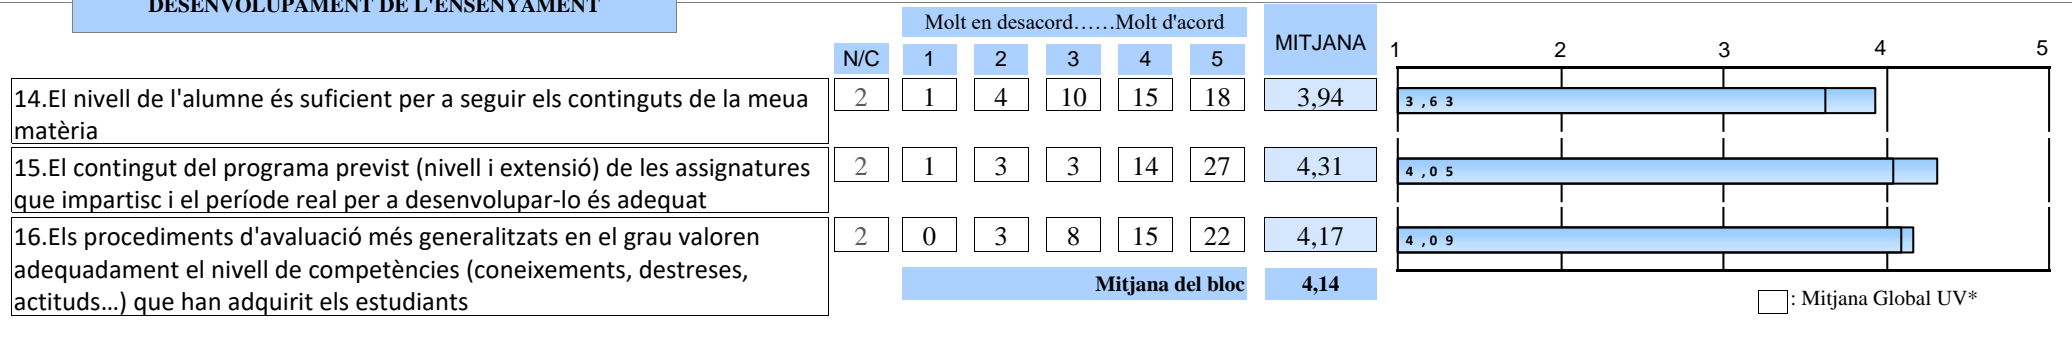 DESENVOLUPAMENT DE L'ENSENYAMENT
Molt en desacord……Molt d'acord
MITJANA
N/C 1 2 3 4 5
1 2 3 4 5
14.El nivell de l'alumne és suficient per a seguir els continguts de la meua
matèria
2 1 4 10 15 18 3,94
3,63
15.El contingut del programa previst (nivell i extensió) de les assignatures
que impartisc i el període real per a desenvolupar-lo és adequat
2 1 3 3 14 27 4,31
4,05
16.Els procediments d'avaluació més generalitzats en el grau valoren
adequadament el nivell de competències (coneixements, destreses,
actituds…) que han adquirit els estudiants
2 0 3 8 15 22 4,17
4,09
Mitjana del bloc 4,14
: Mitjana Global UV*